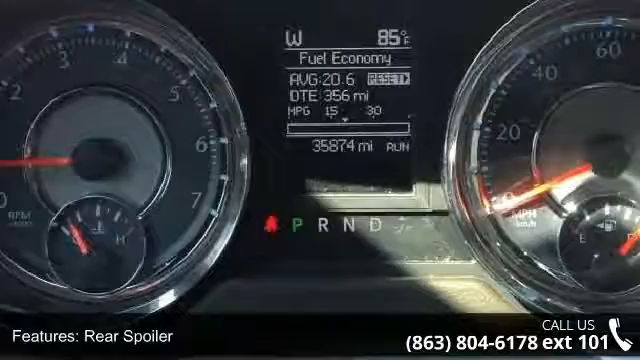 W 85°F
Fuel Economy
AVG:20.6 RESET
DTE:356 mi
MPG 15 30
35874 mi RUN
0 2 3 4 5 6 7
RPM
H
P R N D
0 20 40 60
MPH
km/h
E
Features: Rear Spoiler
CALL US
(863) 804-6178 ext 101